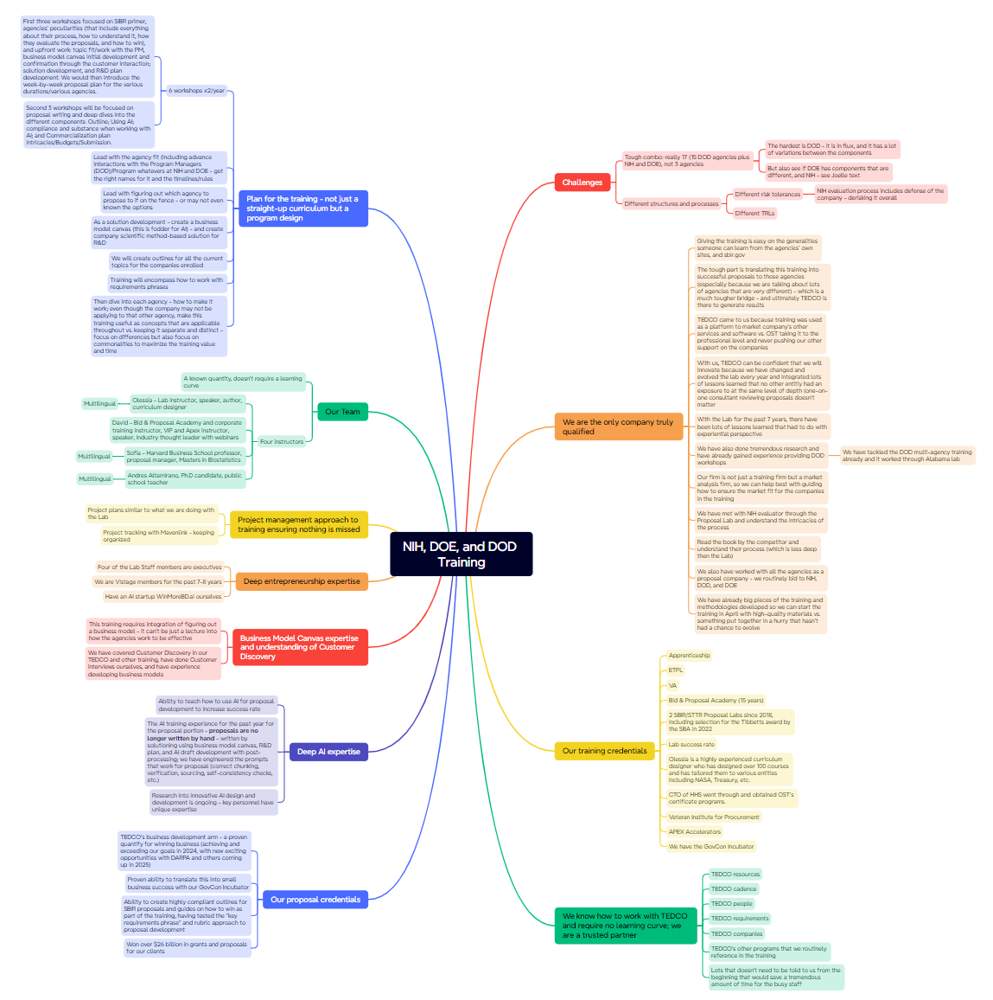 NIH, DOE, and DOD
Training
Challenges
Tough combo: really 17 (15 DOD agencies plus
NIH and DOE), not 3 agencies
The hardest is DOD - it is in flux, and it has a lot
of variations between the components
But also see if DOE has components that are
different, and NIH - see Joelle text
Different structures and processes
Different risk tolerances
NIH evaluation process includes defense of the
company - derisking it overall
Different TRLs
We are the only company truly
qualified
Giving the training is easy on the generalities
someone can learn from the agencies' own
sites, and sbir.gov
The tough part is translating this training into
successful proposals to those agencies
(especially because we are talking about lots
of agencies that are very different) - which is a
much tougher bridge - and ultimately TEDCO is
there to generate results
TEDCO came to us because training was used
as a platform to market company's other
services and software vs. OST taking it to the
professional level and never pushing our other
support on the companies
With us, TEDCO can be confident that we will
innovate because we have changed and
evolved the lab every year and integrated lots
of lessons learned that no other entitiy had an
exposure to at the same level of depth (one-on-
one consultant reviewing proposals doesn't
matter
With the Lab for the past 7 years, there have
been lots of lessons learned that had to do with
experiential perspective
We have also done tremendous research and
have already gained experience providing DOD
workshops
We have tackled the DOD multi-agency training
already and it worked through Alabama lab
Our firm is not just a training firm but a market
analysis firm, so we can help best with guiding
how to ensure the market fit for the companies
in the training
We have met with NIH evaluator through the
Proposal Lab and understand the intricacies of
the process
Read the book by the competitor and
understand their process (which is less deep
then the Lab)
We also have worked with all the agencies as a
proposal company - we routinely bid to NIH,
DOD, and DOE
We have already big pieces of the training and
methodologies developed so we can start the
training in April with high-quality materials vs.
something put together in a hurry that hasn't
had a chance to evolve
Our training credentials
Apprenticeship
ETPL
VA
Bid & Proposal Academy (15 years)
2 SBIR/STTR Proposal Labs since 2018,
including selection for the Tibbetts award by
the SBA in 2022
Lab success rate
Olessia is a highly experienced curriculum
designer who has designed over 100 courses
and has tailored them to various entities
including NASA, Treasury, etc.
CTO of HHS went through and obtained OST's
certificate programs.
Veteran Institute for Procurement
APEX Accelerators
We have the GovCon Incubator
We know how to work with TEDCO
and require no learning curve; we
are a trusted partner
TEDCO resources
TEDCO cadence
TEDCO people
TEDCO requirements
TEDCO companies
TEDCO's other programs that we routinely
reference in the training
Lots that doesn't need to be told to us from the
beginning that would save a tremendous
amount of time for the busy staff
Plan for the training - not just a
straight-up curriculum but a
program design
6 workshops x2/year
First three workshops focused on SIBR primer,
agencies' peculiarities (that include everything
about their process, how to understand it, how
they evaluate the proposals, and how to win),
and upfront work: topic fit/work with the PM,
business model canvas initial development and
confirmation through the customer interaction;
solution development, and R&D plan
development. We would then introduce the
week-by-week proposal plan for the various
durations/various agencies.
Second 3 workshops will be focused on
proposal writing and deep dives into the
different components: Outline; Using AI;
compliance and substance when working with
AI; and Commercialization plan
intricacies/Budgets/Submission.
Lead with the agency fit (including advance
interactions with the Program Managers
(DOD)/Program whatevers at NIH and DOE - get
the right names for it and the timelines/rules
Lead with figuring out which agency to
propose to if on the fence - or may not even
known the options
As a solution development - create a business
model canvas (this is fodder for AI) - and create
company scientific method-based solution for
R&D
We will create outlines for all the current
topics for the companies enrolled
Training will encompass how to work with
requirements phrases
Then dive into each agency - how to make it
work; even though the company may not be
applying to that other agency, make this
training useful as concepts that are applicable
throughout vs. keeping it separate and distinct -
focus on differences but also focus on
commonalities to maximize the training value
and time
Our Team
A known quantity, doesn't require a learning
curve
Four instructors
Olessia - Lab instructor, speaker, author,
curriculum designer
Multilingual
David - Bid & Proposal Academy and corporate
training instructor, VIP and Apex instructor,
speaker, industry thought leader with webinars
Sofia - Harvard Business School professor,
proposal manager, Masters in Biostatistics
Multilingual
Andres Altamirano, Ph.D candidate, public
school teacher
Multilingual
Project management approach to
training ensuring nothing is missed
Project plans similar to what we are doing with
the Lab
Project tracking with Mavenlink - keeping
organized
Deep entrepreneurship expertise
Four of the Lab Staff members are executives
We are Vistage members for the past 7-8 years
Have an AI startup WinMoreBD.ai ourselves
Business Model Canvas expertise
and understanding of Customer
Discovery
This training requires integration of figuring out
a business model - it can't be just a lecture into
how the agencies work to be effective
We have covered Customer Discovery in our
TEDCO and other training, have done Customer
Interviews ourselves, and have experience
developing business models
Deep AI expertise
Ability to teach how to use AI for proposal
development to increase success rate
The AI training experience for the past year for
the proposal portion - proposals are no
longer written by hand - written by
solutioning using business model canvas, R&D
plan, and AI draft development with post-
processing; we have engineered the prompts
that work for proposal (correct chunking,
verification, sourcing, self-consistency checks,
etc.)
Research into innovative AI design and
development is ongoing - key personnel have
unique expertise
Our proposal credentials
TEDCO's business development arm - a proven
quantify for winning business (achieving and
exceeding our goals in 2024, with new exciting
opportunities with DARPA and others coming
up in 2025)
Proven ability to translate this into small
business success with our GovCon Incubator
Ability to create highly compliant outlines for
SBIR proposals and guides on how to win as
part of the training, having tested the "key
requirements phrase" and rubric approach to
proposal development
Won over $26 billion in grants and proposals
for our clients